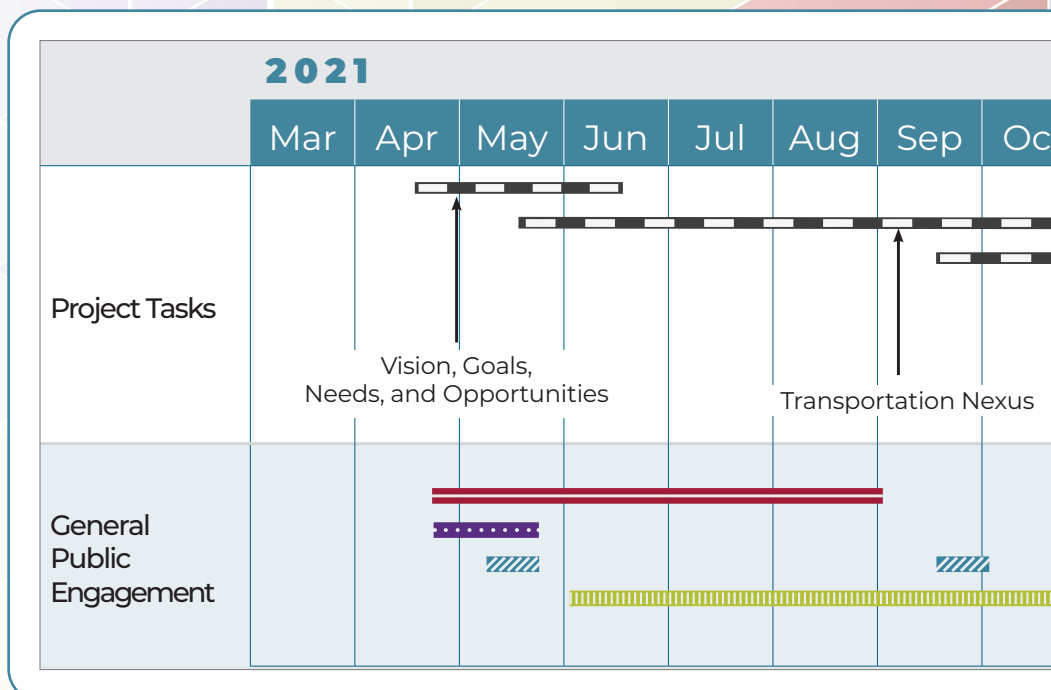 2021
Mar Apr May Jun Jul Aug Sep Oc
Project Tasks
Vision, Goals,
Needs, and Opportunities
Transportation Nexus
General
Public
Engagement